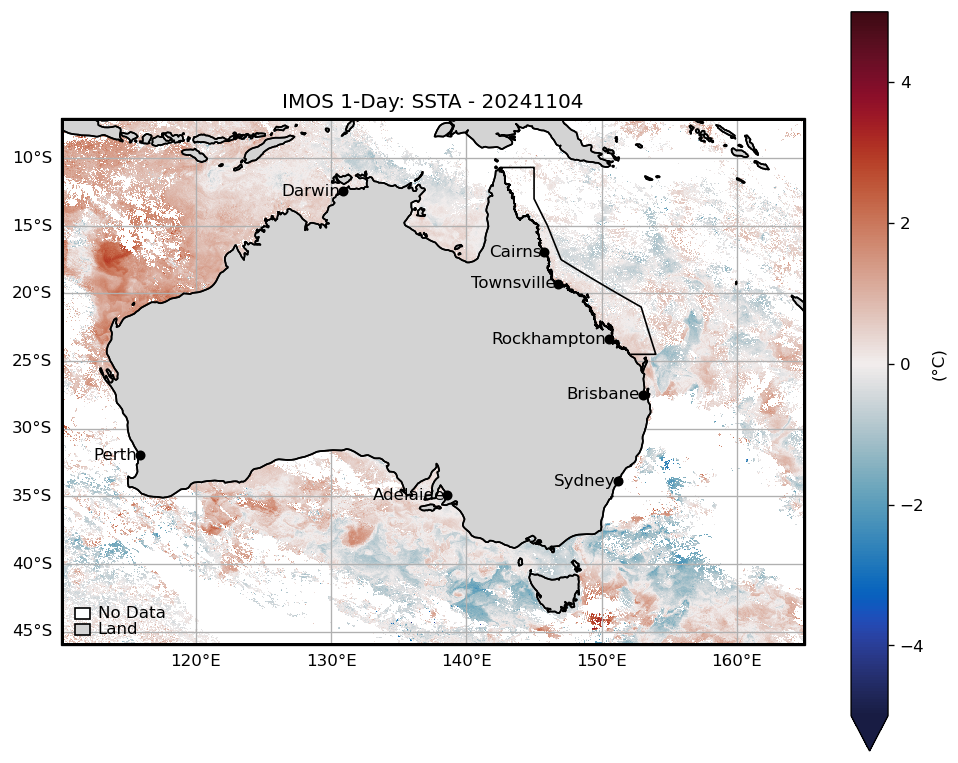 IMOS 1-Day: SSTA - 20241104
10°S
15°S
20°S
25°S
30°S
35°S
40°S
45°S
Darwin
Cairns
Townsville
Rockhampton
Brisbane
Perth
Sydney
Adelaide
No Data
Land
120°E 130°E 140°E 150°E 160°E
4
2
0
−2
−4
(°C)